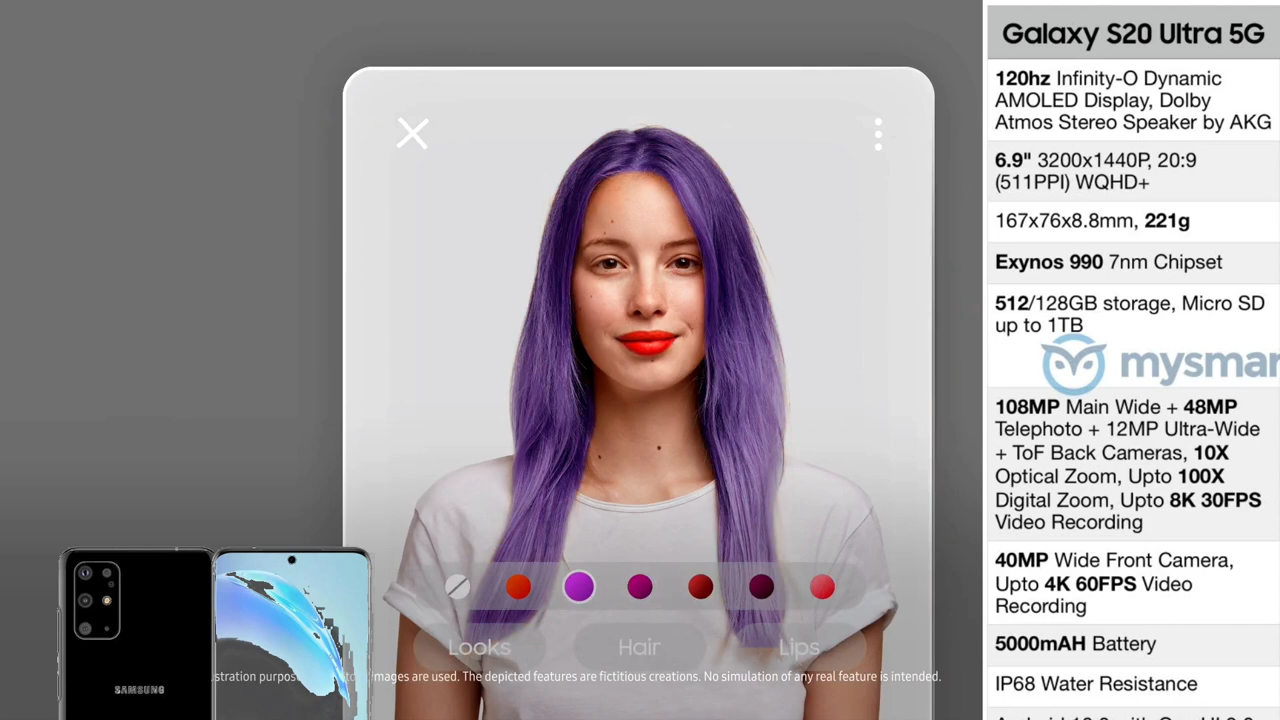 Galaxy S20 Ultra 5G
120hz Infinity-O Dynamic
AMOLED Display, Dolby
Atmos Stereo Speaker by AKG
6.9" 3200x1440P, 20:9
(511PPI) WQHD+
167x76x8.8mm, 221g
Exynos 990 7nm Chipset
512/128GB storage, Micro SD
up to 1TB
mysmar
108MP Main Wide + 48MP
Telephoto + 12MP Ultra-Wide
+ ToF Back Cameras, 10X
Optical Zoom, Upto 100X
Digital Zoom, Upto 8K 30FPS
Video Recording
40MP Wide Front Camera,
Upto 4K 60FPS Video
Recording
5000mAH Battery
IP68 Water Resistance
Looks
Hair
Lips
images are used. The depicted features are fictitious creations. No simulation of any real feature is intended.
SAMSUNG